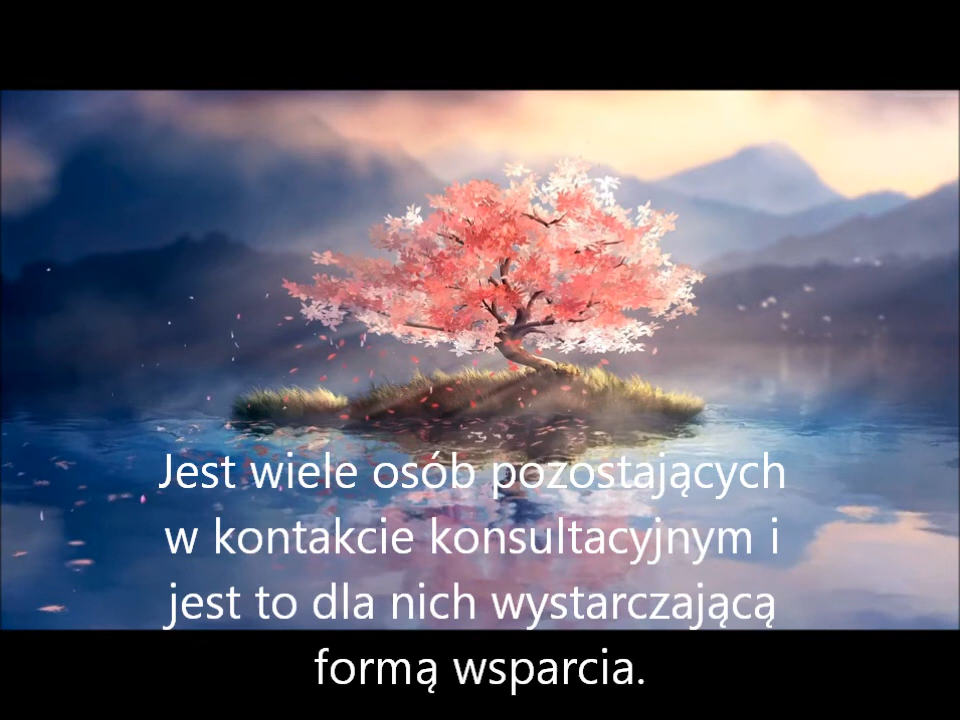 Jest wiele osób pozostających
w kontakcie konsultacyjnym i
jest to dla nich wystarczającą
formą wsparcia.